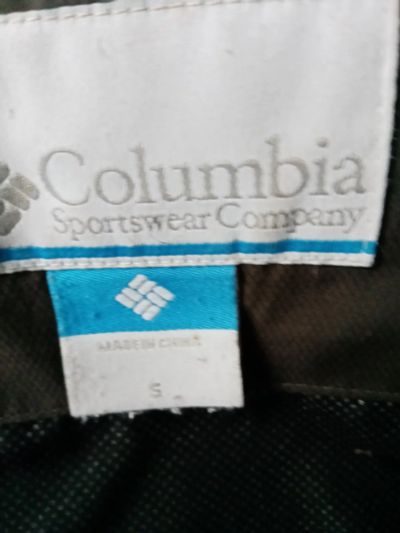 Columbia
Sportswear Company
MADE IN CHINA
S